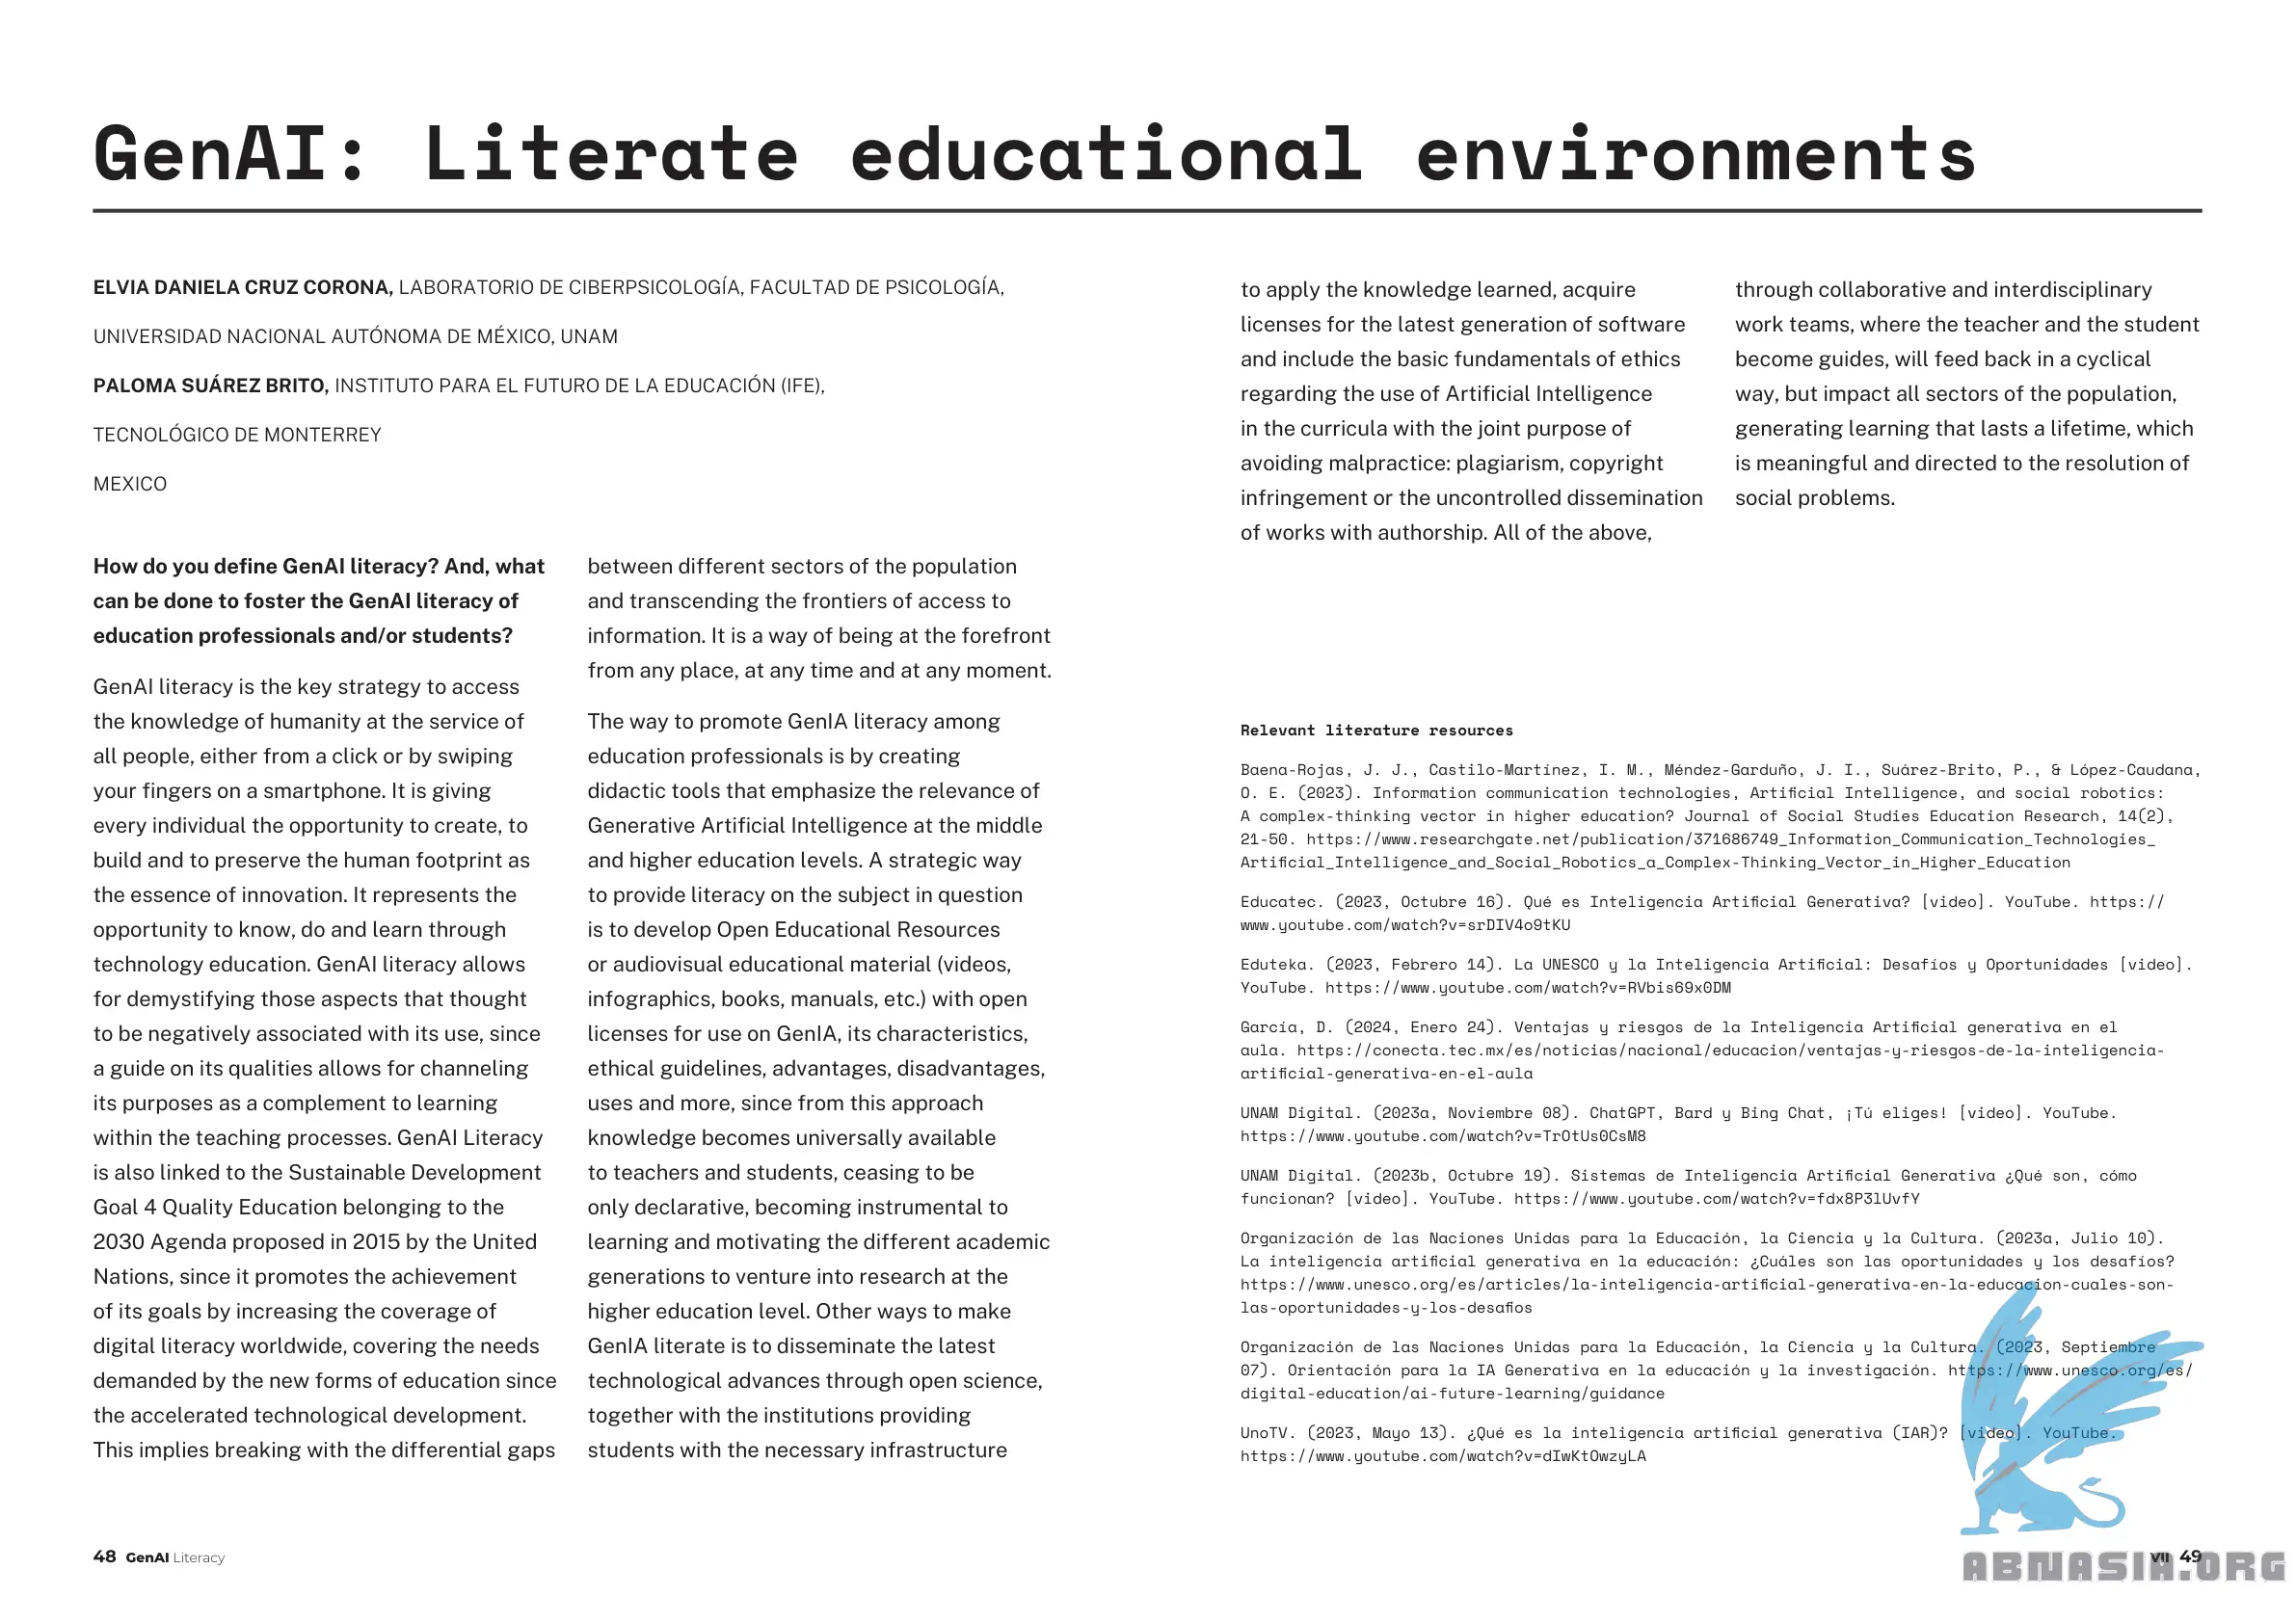 GenAI: Literate educational environments
ELVIA DANIELA CRUZ CORONA, LABORATORIO DE CIBERPSICOLOGÍA, FACULTAD DE PSICOLOGÍA,
UNIVERSIDAD NACIONAL AUTÓNOMA DE MÉXICO, UNAM
PALOMA SUÁREZ BRITO, INSTITUTO PARA EL FUTURO DE LA EDUCACIÓN (IFE),
TECNOLÓGICO DE MONTERREY
MEXICO
How do you define GenAI literacy? And, what
can be done to foster the GenAI literacy of
education professionals and/or students?
GenAI literacy is the key strategy to access
the knowledge of humanity at the service of
all people, either from a click or by swiping
your fingers on a smartphone. It is giving
every individual the opportunity to create, to
build and to preserve the human footprint as
the essence of innovation. It represents the
opportunity to know, do and learn through
technology education. GenAI literacy allows
for demystifying those aspects that thought
to be negatively associated with its use, since
a guide on its qualities allows for channeling
its purposes as a complement to learning
within the teaching processes. GenAI Literacy
is also linked to the Sustainable Development
Goal 4 Quality Education belonging to the
2030 Agenda proposed in 2015 by the United
Nations, since it promotes the achievement
of its goals by increasing the coverage of
digital literacy worldwide, covering the needs
demanded by the new forms of education since
the accelerated technological development.
This implies breaking with the differential gaps
between different sectors of the population
and transcending the frontiers of access to
information. It is a way of being at the forefront
from any place, at any time and at any moment.
The way to promote GenIA literacy among
education professionals is by creating
didactic tools that emphasize the relevance of
Generative Artificial Intelligence at the middle
and higher education levels. A strategic way
to provide literacy on the subject in question
is to develop Open Educational Resources
or audiovisual educational material (videos,
infographics, books, manuals, etc.) with open
licenses for use on GenIA, its characteristics,
ethical guidelines, advantages, disadvantages,
uses and more, since from this approach
knowledge becomes universally available
to teachers and students, ceasing to be
only declarative, becoming instrumental to
learning and motivating the different academic
generations to venture into research at the
higher education level. Other ways to make
GenIA literate is to disseminate the latest
technological advances through open science,
together with the institutions providing
students with the necessary infrastructure
to apply the knowledge learned, acquire
licenses for the latest generation of software
and include the basic fundamentals of ethics
regarding the use of Artificial Intelligence
in the curricula with the joint purpose of
avoiding malpractice: plagiarism, copyright
infringement or the uncontrolled dissemination
of works with authorship. All of the above,
through collaborative and interdisciplinary
work teams, where the teacher and the student
become guides, will feed back in a cyclical
way, but impact all sectors of the population,
generating learning that lasts a lifetime, which
is meaningful and directed to the resolution of
social problems.
Relevant literature resources
Baena-Rojas, J. J., Castilo-Martínez, I. M., Méndez-Garduño, J. I., Suárez-Brito, P., & López-Caudana,
O. E. (2023). Information communication technologies, Artificial Intelligence, and social robotics:
A complex-thinking vector in higher education? Journal of Social Studies Education Research, 14(2),
21-50. https://www.researchgate.net/publication/371686749_Information_Communication_Technologies_
Artificial_Intelligence_and_Social_Robotics_a_Complex-Thinking_Vector_in_Higher_Education
Educatec. (2023, Octubre 16). Qué es Inteligencia Artificial Generativa? [video]. YouTube. https://
www.youtube.com/watch?v=srDIV4o9tKU
Eduteka. (2023, Febrero 14). La UNESCO y la Inteligencia Artificial: Desafíos y Oportunidades [video].
YouTube. https://www.youtube.com/watch?v=RVbis69x0DM
García, D. (2024, Enero 24). Ventajas y riesgos de la Inteligencia Artificial generativa en el
aula. https://conecta.tec.mx/es/noticias/nacional/educacion/ventajas-y-riesgos-de-la-inteligencia-
artificial-generativa-en-el-aula
UNAM Digital. (2023a, Noviembre 08). ChatGPT, Bard y Bing Chat, ¡Tú eliges! [video]. YouTube.
https://www.youtube.com/watch?v=TrOtUs0CsM8
UNAM Digital. (2023b, Octubre 19). Sistemas de Inteligencia Artificial Generativa ¿Qué son, cómo
funcionan? [video]. YouTube. https://www.youtube.com/watch?v=fdx8P3lUvfY
Organización de las Naciones Unidas para la Educación, la Ciencia y la Cultura. (2023a, Julio 10).
La inteligencia artificial generativa en la educación: ¿Cuáles son las oportunidades y los desafíos?
https://www.unesco.org/es/articles/la-inteligencia-artificial-generativa-en-la-educacion-cuales-son-
las-oportunidades-y-los-desafios
Organización de las Naciones Unidas para la Educación, la Ciencia y la Cultura. (2023, Septiembre
07). Orientación para la IA Generativa en la educación y la investigación. https://www.unesco.org/es/
digital-education/ai-future-learning/guidance
UnoTV. (2023, Mayo 13). ¿Qué es la inteligencia artificial generativa (IAR)? [video]. YouTube.
https://www.youtube.com/watch?v=dIwKtOwzyLA
48 GenAI Literacy
VII 49
ABNASIA.ORG